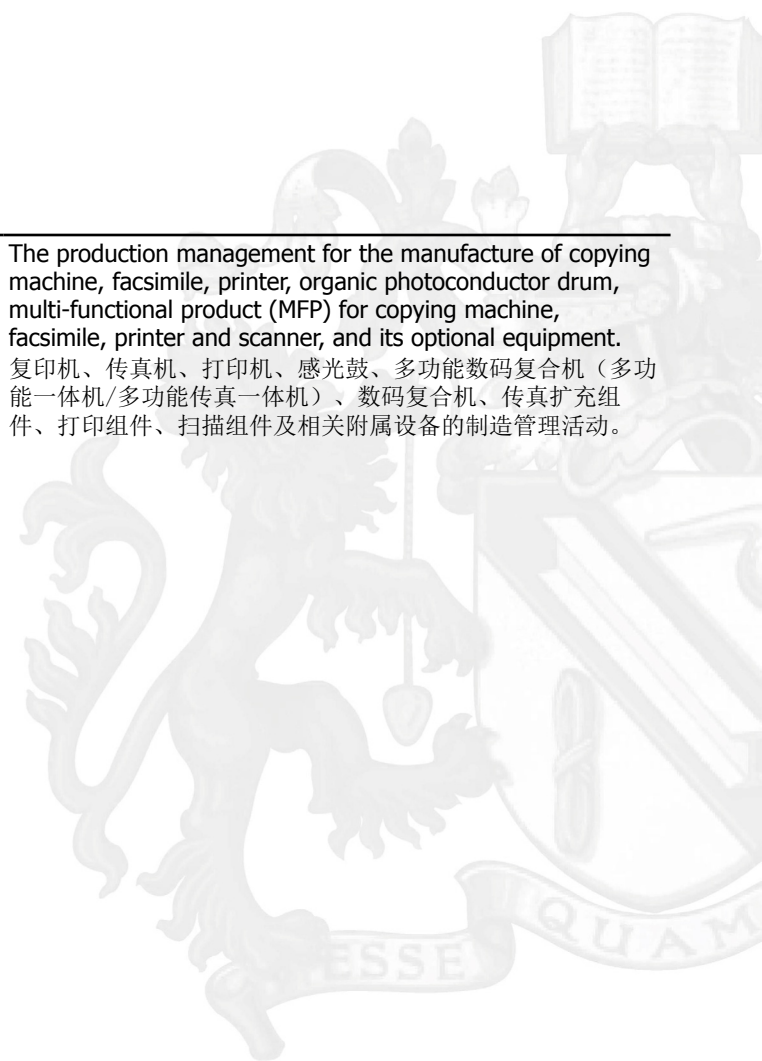 The production management for the manufacture of copying
machine, facsimile, printer, organic photoconductor drum,
multi-functional product (MFP) for copying machine,
facsimile, printer and scanner, and its optional equipment.
复印机、传真机、打印机、感光鼓、多功能数码复合机（多功
能一体机/多功能传真一体机）、数码复合机、传真扩充组
件、打印组件、扫描组件及相关附属设备的制造管理活动。
ESSE QUAM